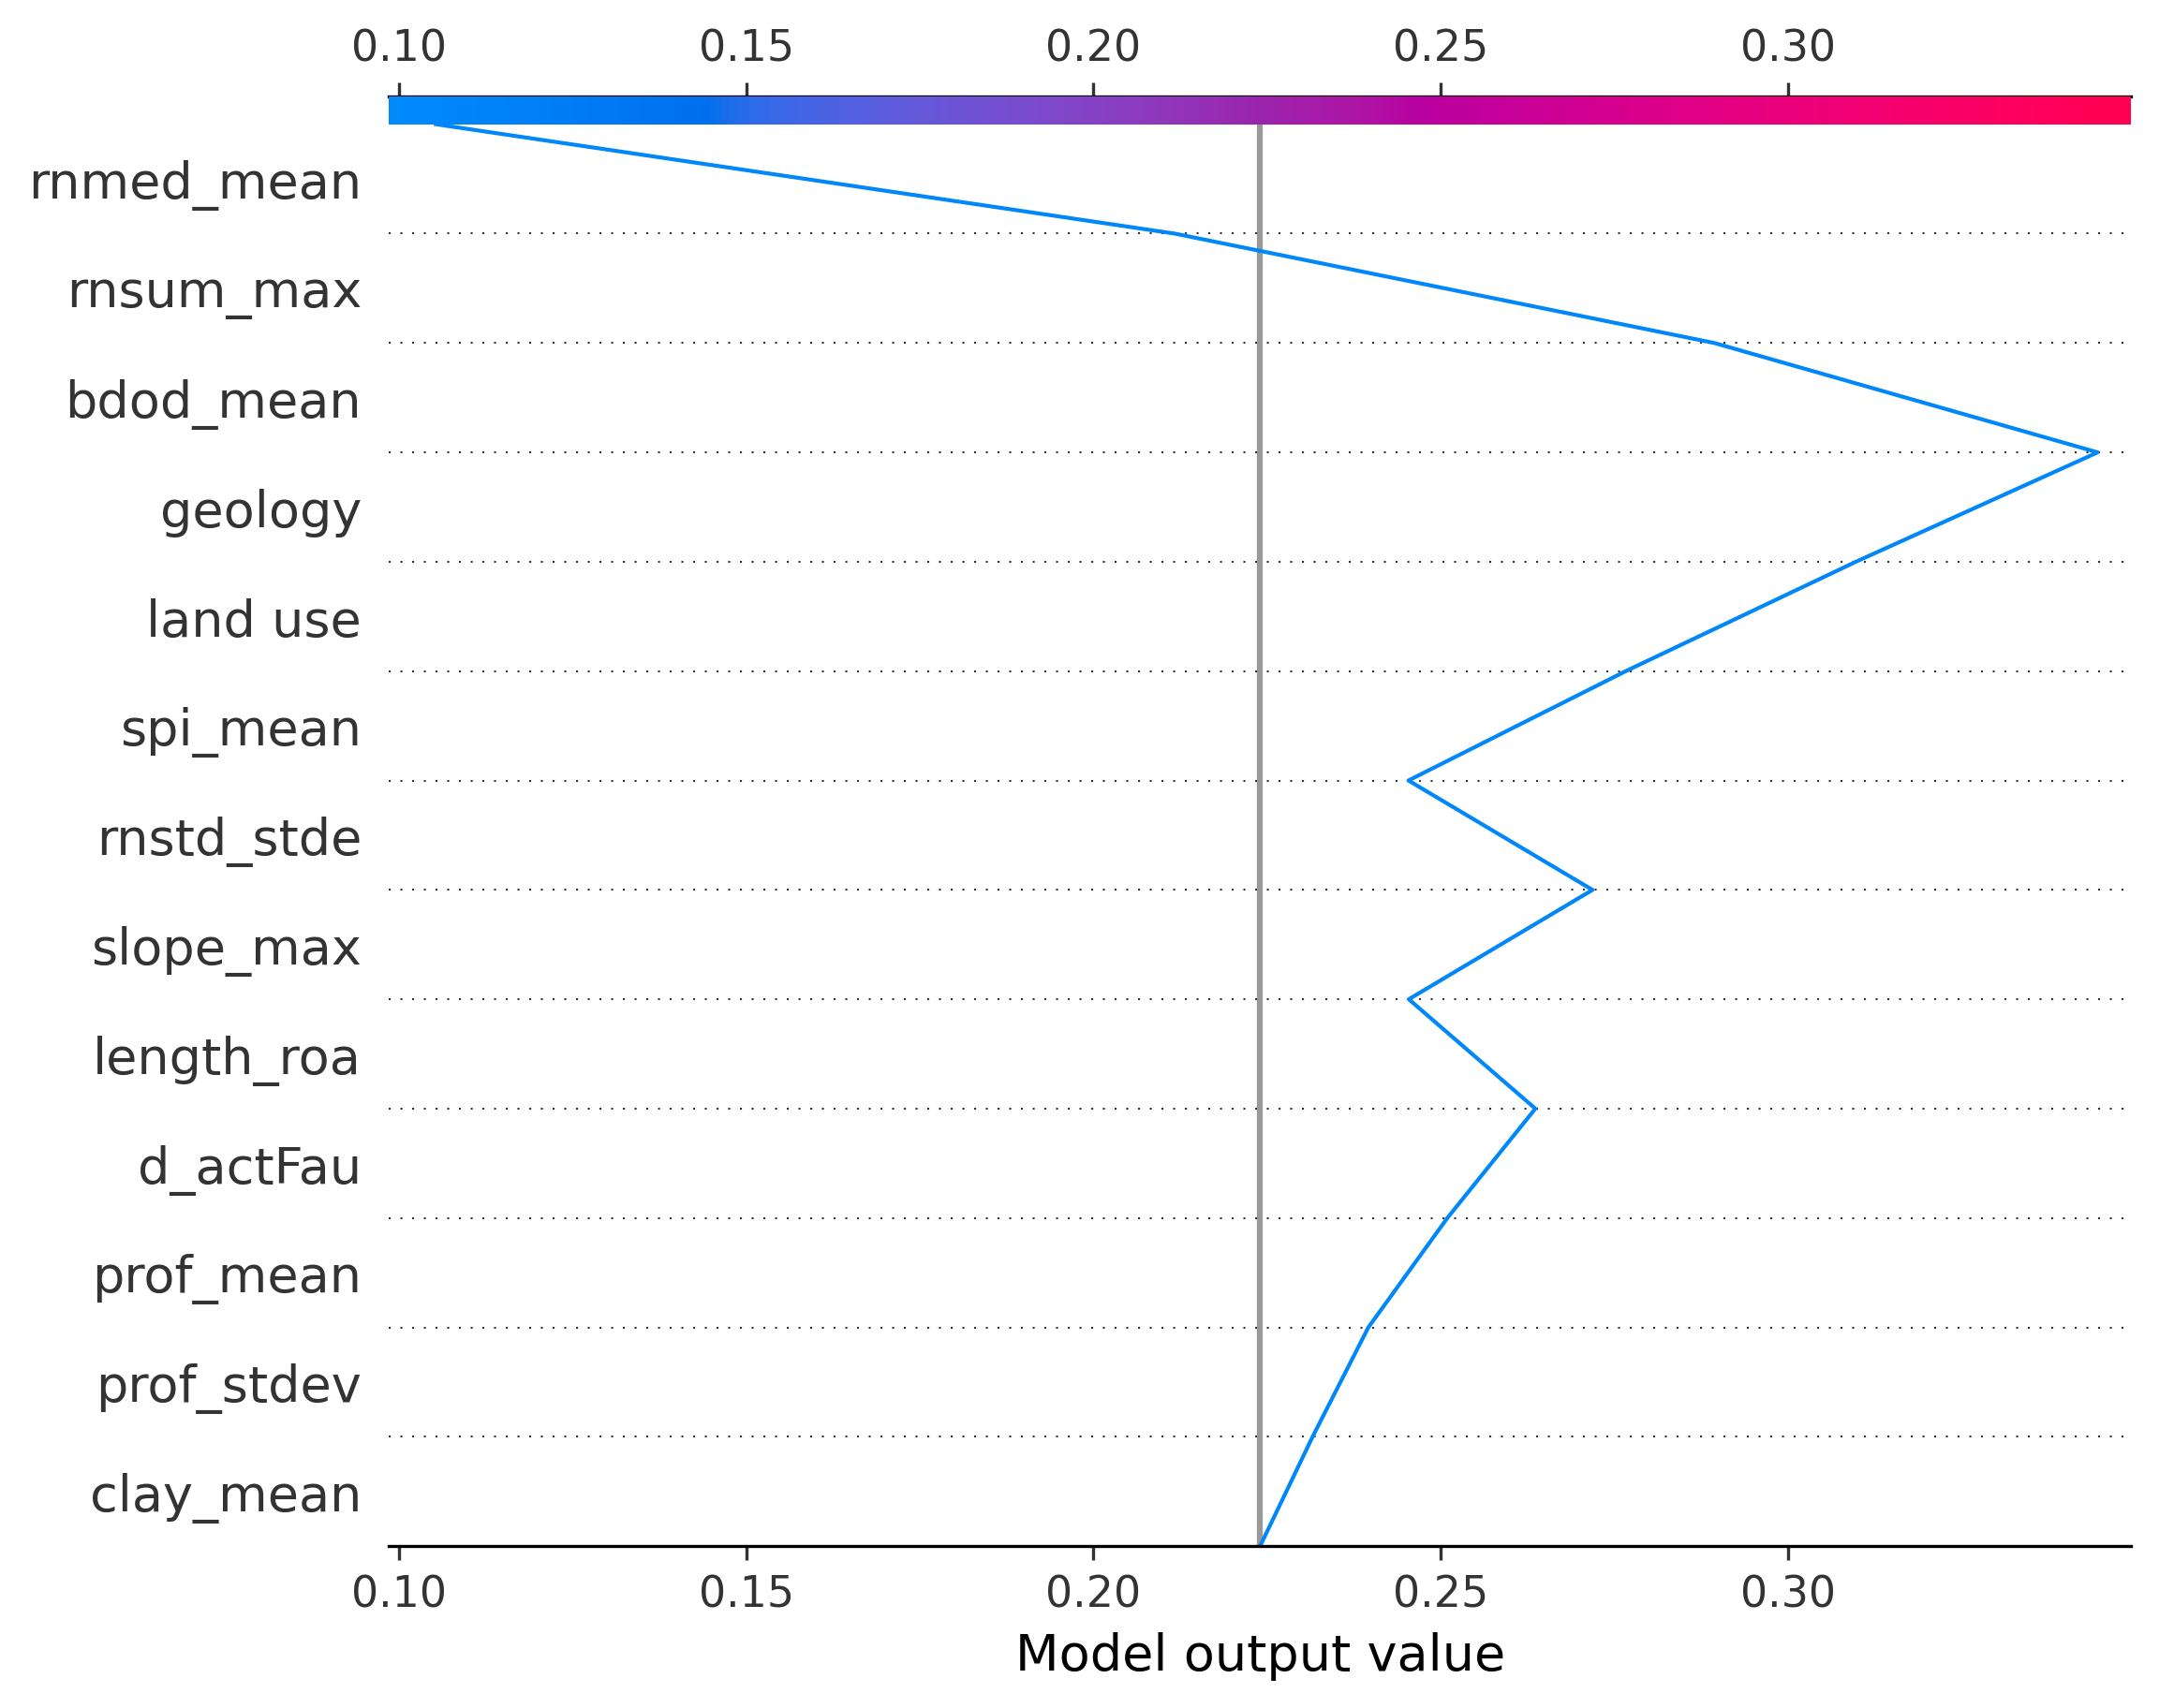 0.10 0.15 0.20 0.25 0.30
rnmed_mean
rnsum_max
bdod_mean
geology
land use
spi_mean
rnstd_stde
slope_max
length_roa
d_actFau
prof_mean
prof_stdev
clay_mean
0.10 0.15 0.20 0.25 0.30
Model output value